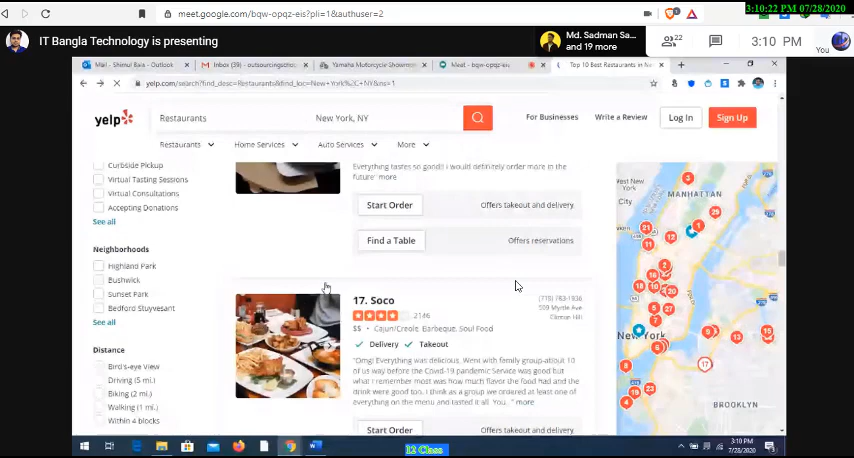 3:10:22 PM 07/28/2020
meet.google.com/bqw-opqz-eis?pli=1&authuser=2
IT Bangla Technology is presenting
Md. Sadman Sa...
and 19 more
22
3:10 PM
You
Mail - Shimul Bala - Outlook
Inbox (39) - outsourcingsoftwo
Yamaha Motorcycle Showroom
Meet - bqw-opqz-eis
Top 10 Best Restaurants in New
yelp.com/search?find_desc=Restaurants&find_loc=New+York%2C+NY&ns=1
yelp
Restaurants
New York, NY
For Businesses
Write a Review
Log In
Sign Up
Restaurants
Home Services
Auto Services
More
Curbside Pickup
Virtual Tasting Sessions
Virtual Consultations
Accepting Donations
See all
Everything tastes so good!! I would definitely order more in the
future" more
Start Order
Offers takeout and delivery
Find a Table
Offers reservations
Neighborhoods
Highland Park
Bushwick
Sunset Park
Bedford Stuyvesant
See all
17. Soco
2146
$$ • Cajun/Creole, Barbeque, Soul Food
Delivery
Takeout
(718) 783-1936
509 Myrtle Ave
Clinton Hill
"Omg! Everything was delicious. Went with family group-about 10
of us way before the Covid-19 pandemic Service was good but
what I remember most was how much flavor the food had and the
drink were good too. I think as a group we ordered at least one of
everything on the menu and tasted it all. You..." more
Start Order
Offers takeout and delivery
Distance
Bird's-eye View
Driving (5 mi.)
Biking (2 mi.)
Walking (1 mi.)
Within 4 blocks
West New
York
MANHATTAN
Union City
New York
BROOKLYN
3:10 PM
7/28/2020
12 Class